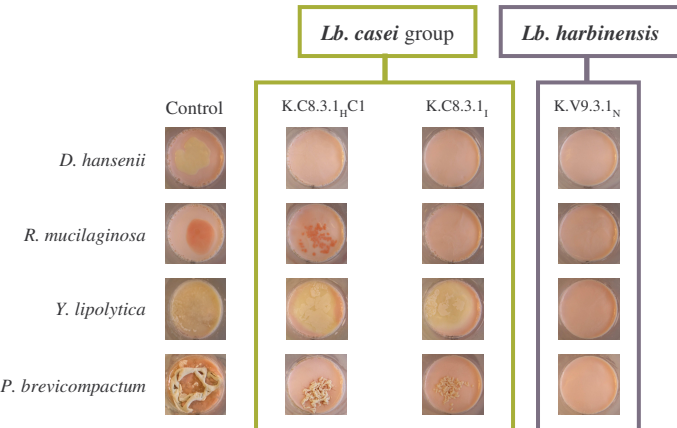 Lb. casei group
Lb. harbinensis
Control
K.C8.3.1HC1
K.C8.3.1I
K.V9.3.1N
D. hansenii
R. mucilaginosa
Y. lipolytica
P. brevicompactum